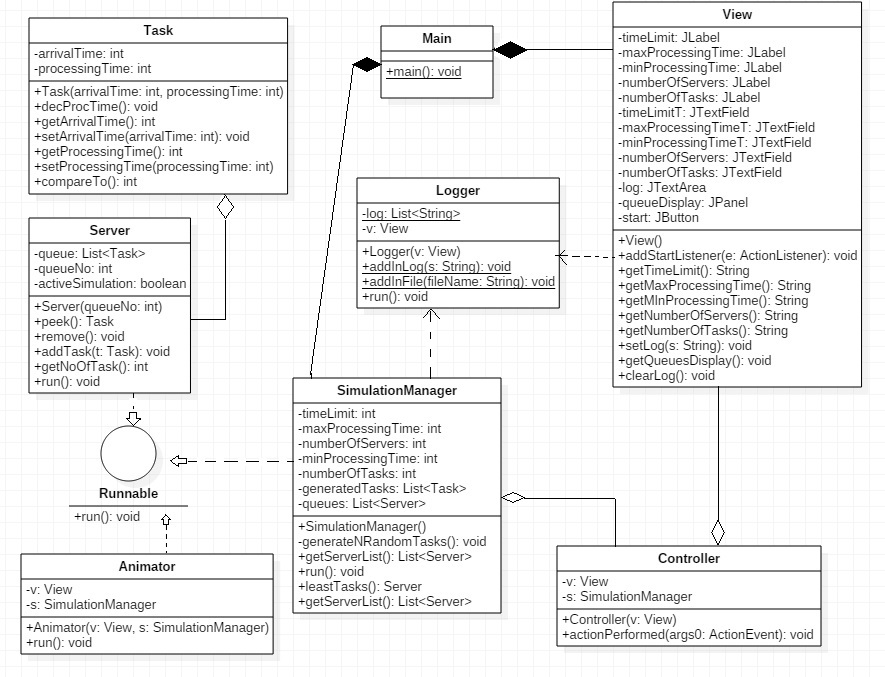 Task
-arrivalTime: int
-processingTime: int
+Task(arrivalTime: int, processingTime: int)
+decProcTime(): void
+getArrivalTime(): int
+setArrivalTime(arrivalTime: int): void
+getProcessingTime(): int
+setProcessingTime(processingTime: int)
+compareTo(): int
Main
+main(): void
View
-timeLimit: JLabel
-maxProcessingTime: JLabel
-minProcessingTime: JLabel
-numberOfServers: JLabel
-numberOfTasks: JLabel
-timeLimitT: JTextField
-maxProcessingTimeT: JTextField
-minProcessingTimeT: JTextField
-numberOfServers: JTextField
-numberOfTasks: JTextField
-log: JTextArea
-queueDisplay: JPanel
-start: JButton
+View()
+addStartListener(e: ActionListener): void
+getTimeLimit(): String
+getMaxProcessingTime(): String
+getMInProcessingTime(): String
+getNumberOfServers(): String
+getNumberOfTasks(): String
+setLog(s: String): void
+getQueuesDisplay(): void
+clearLog(): void
Logger
-log: List<String>
-v: View
+Logger(v: View)
+addInLog(s: String): void
+addInFile(fileName: String): void
+run(): void
Server
-queue: List<Task>
-queueNo: int
-activeSimulation: boolean
+Server(queueNo: int)
+peek(): Task
+remove(): void
+addTask(t: Task): void
+getNoOfTask(): int
+run(): void
Runnable
+run(): void
SimulationManager
-timeLimit: int
-maxProcessingTime: int
-numberOfServers: int
-minProcessingTime: int
-numberOfTasks: int
-generatedTasks: List<Task>
-queues: List<Server>
+SimulationManager()
-generateNRandomTasks(): void
+getServerList(): List<Server>
+run(): void
+leastTasks(): Server
+getServerList(): List<Server>
Animator
-v: View
-s: SimulationManager
+Animator(v: View, s: SimulationManager)
+run(): void
Controller
-v: View
-s: SimulationManager
+Controller(v: View)
+actionPerformed(args0: ActionEvent): void